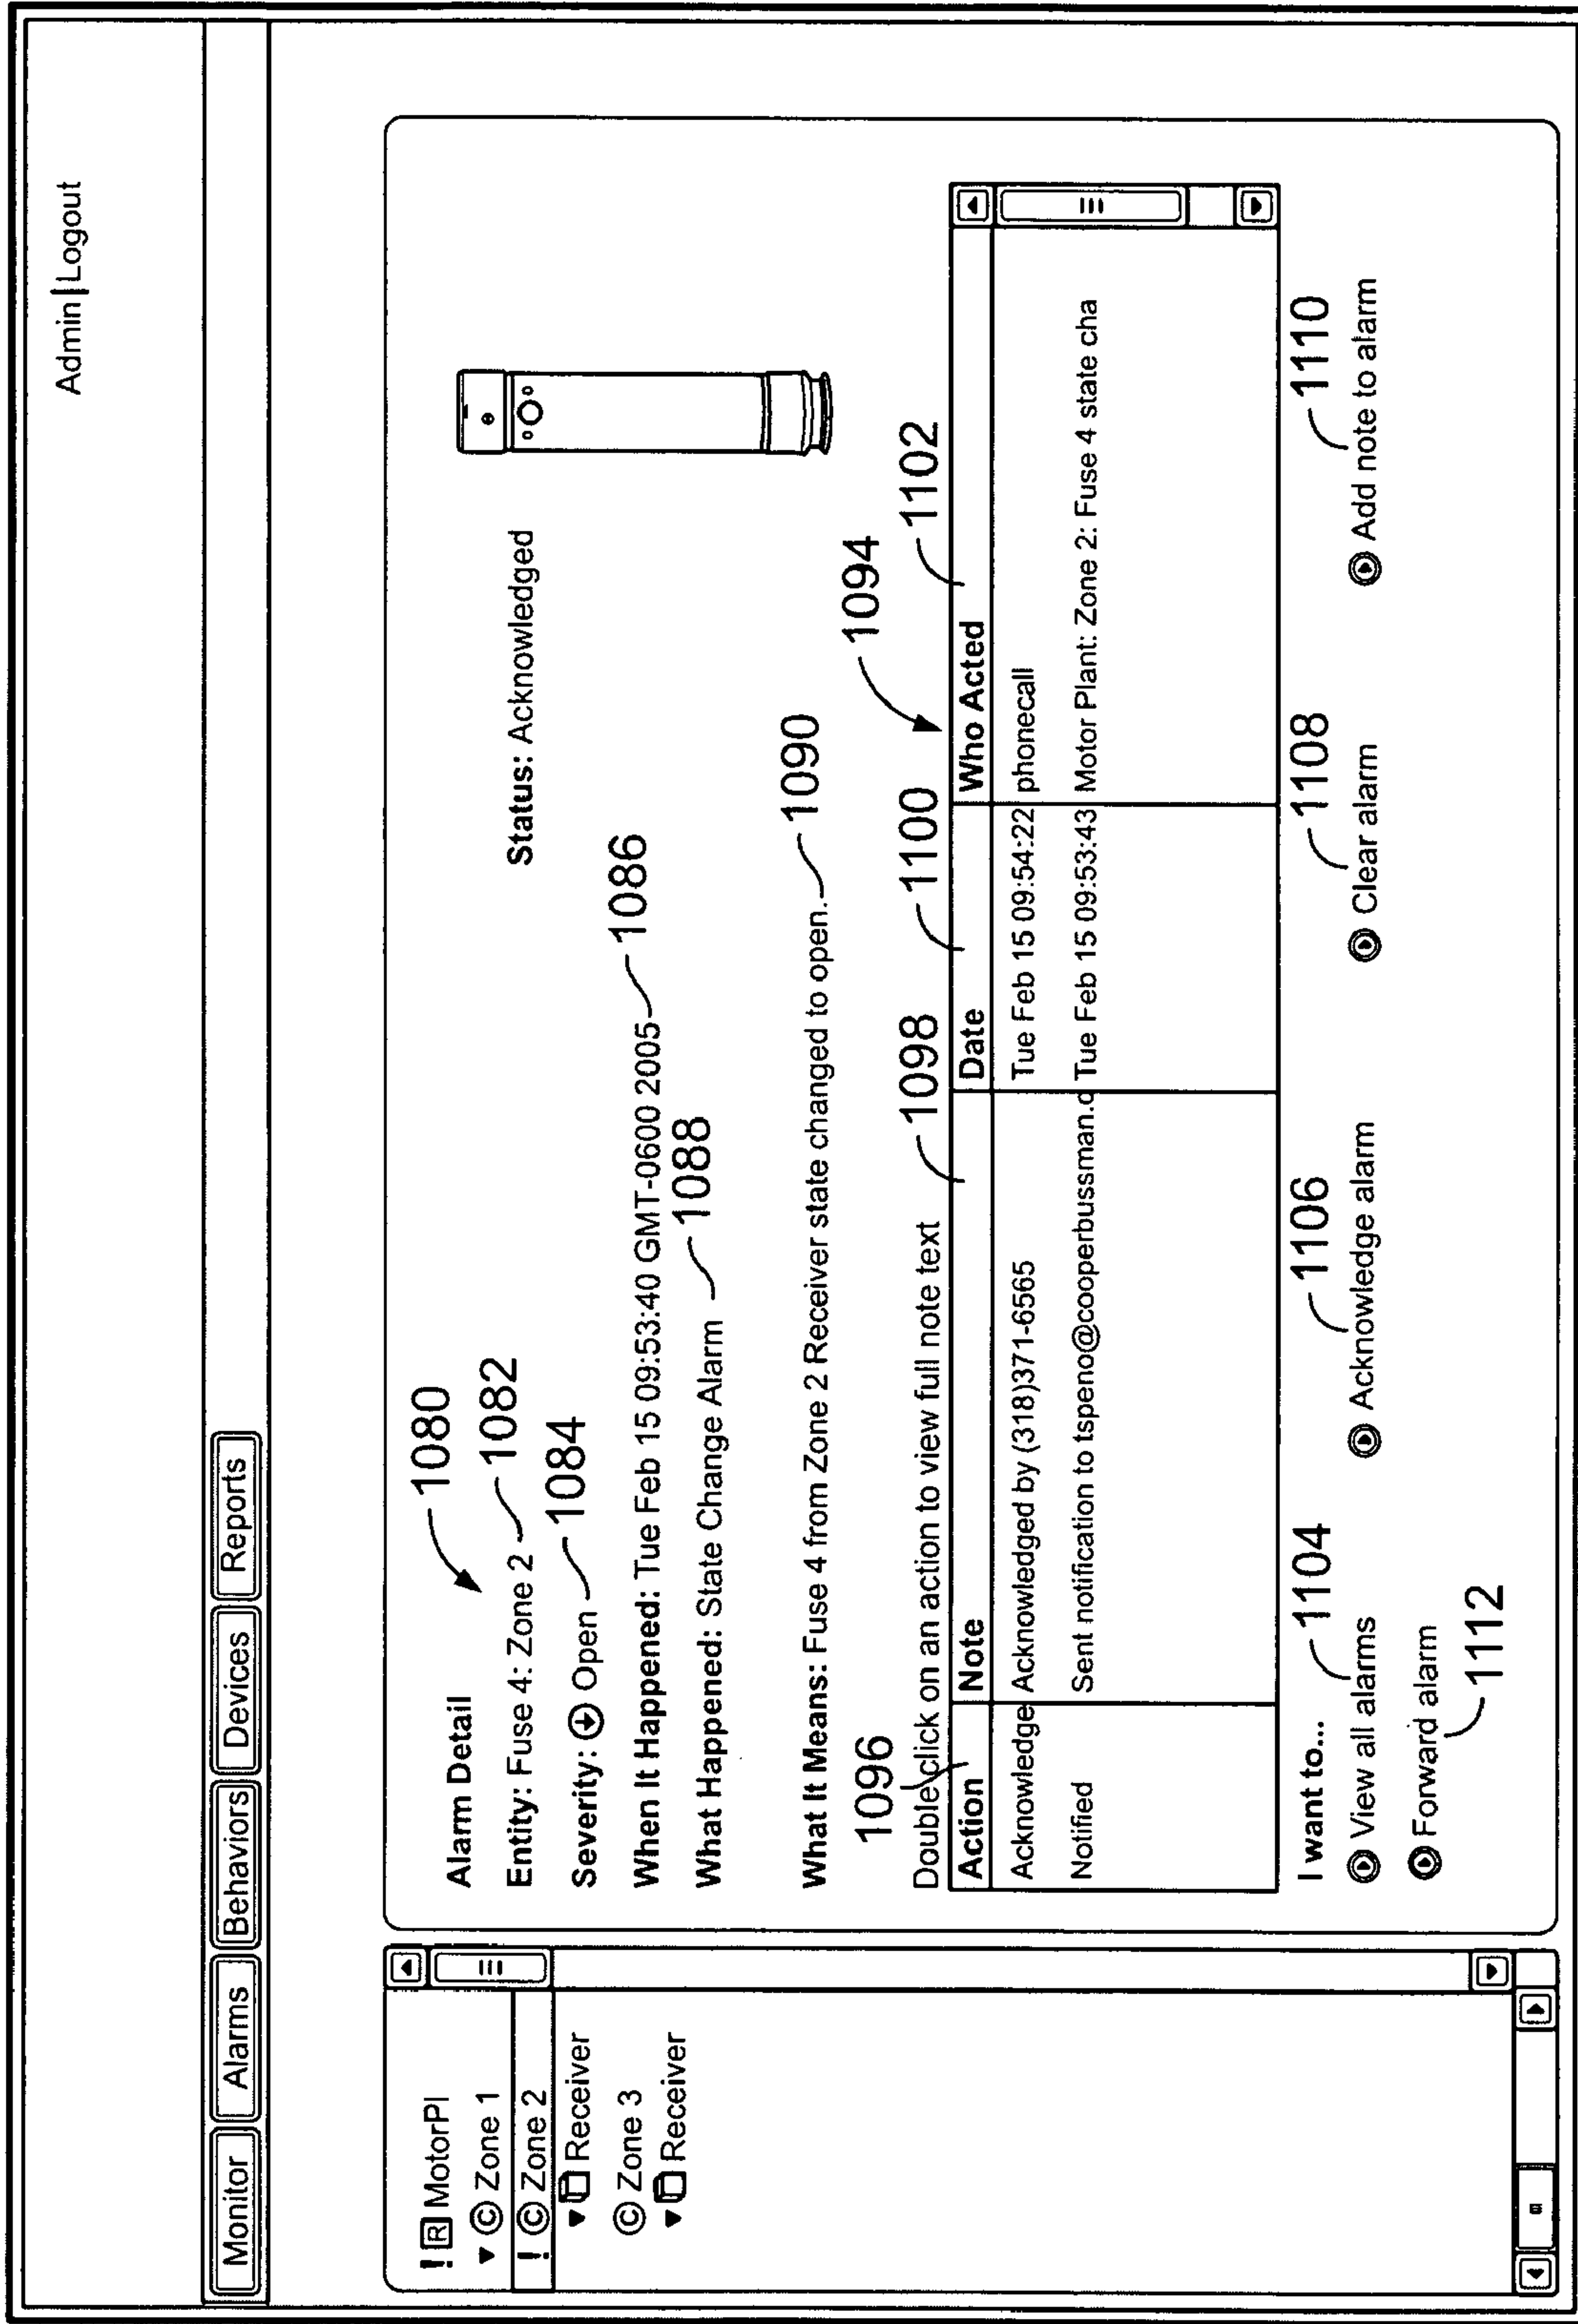 Admin | Logout
Monitor Alarms Behaviors Devices Reports
! R MotorPl
© Zone 1
! © Zone 2
Receiver
© Zone 3
Receiver
Alarm Detail 1080
Entity: Fuse 4: Zone 2 1082
Severity: Open 1084
Status: Acknowledged
When It Happened: Tue Feb 15 09:53:40 GMT-0600 2005 1086
What Happened: State Change Alarm 1088
What It Means: Fuse 4 from Zone 2 Receiver state changed to open. 1090
1094
1096 1098 1100 1102
Double click on an action to view full note text
Action Note Date Who Acted
Acknowledge Acknowledged by (318)371-6565 Tue Feb 15 09:54:22 phonecall
Notified Sent notification to tspeno@cooperbussman.c Tue Feb 15 09:53:43 Motor Plant: Zone 2: Fuse 4 state cha
I want to... 1104 1106 1108 1110
View all alarms Acknowledge alarm Clear alarm Add note to alarm
Forward alarm
1112